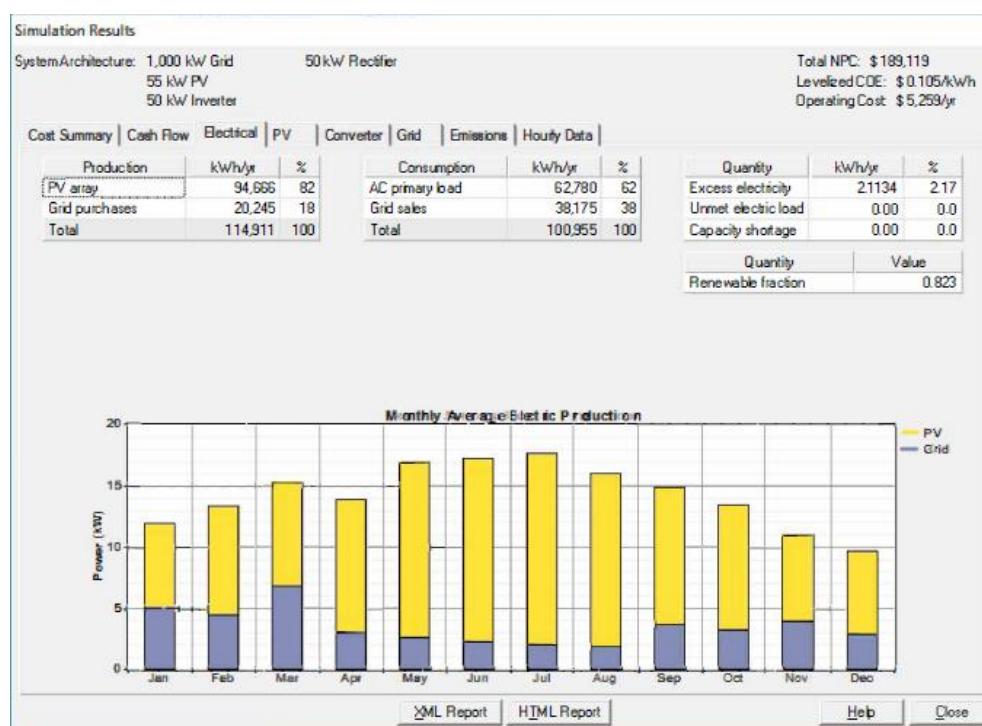 Simulation Results
System Architecture: 1,000 kW Grid 50 kW Rectifier
55 kW PV
50 kW Inverter
Total NPC: $ 189,119
Levelized COE: $ 0.105/kWh
Operating Cost: $ 5,259/yr
Cost Summary Cash Flow Electrical PV Converter Grid Emissions Hourly Data
Production kWh/yr %
PV array 94,666 82
Grid purchases 20,245 18
Total 114,911 100
Consumption kWh/yr %
AC primary load 62,780 62
Grid sales 38,175 38
Total 100,955 100
Quantity kWh/yr %
Excess electricity 21134 2.17
Unmet electric load 0.00 0.0
Capacity shortage 0.00 0.0
Quantity Value
Renewable fraction 0.823
Monthly Average Electric Production
PV
Grid
Power (kW)
20
15
10
5
0
Jan Feb Mar Apr May Jun Jul Aug Sep Oct Nov Dec
XML Report HTML Report Help Close